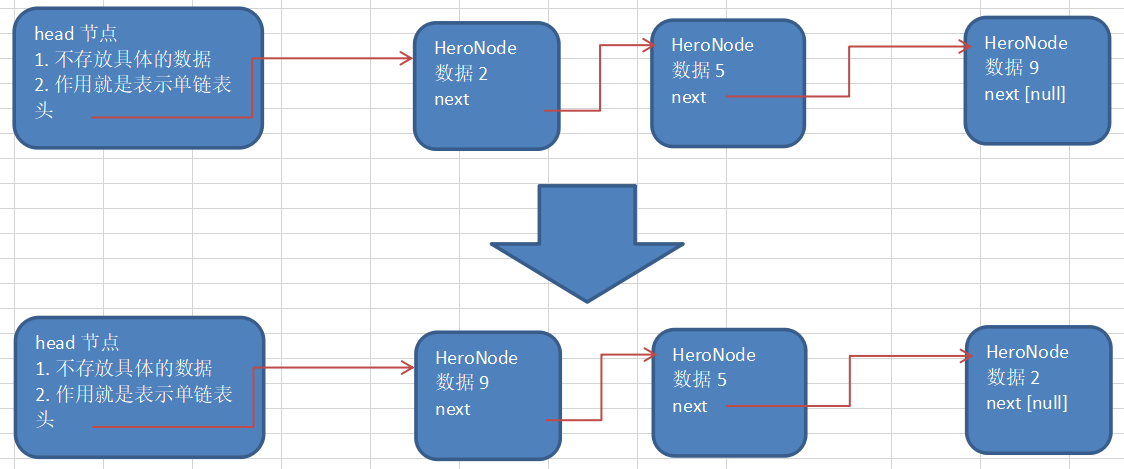 head 节点
1. 不存放具体的数据
2. 作用就是表示单链表
头
HeroNode
数据 2
next
HeroNode
数据 5
next
HeroNode
数据 9
next [null]
head 节点
1. 不存放具体的数据
2. 作用就是表示单链表
头
HeroNode
数据 9
next
HeroNode
数据 5
next
HeroNode
数据 2
next [null]